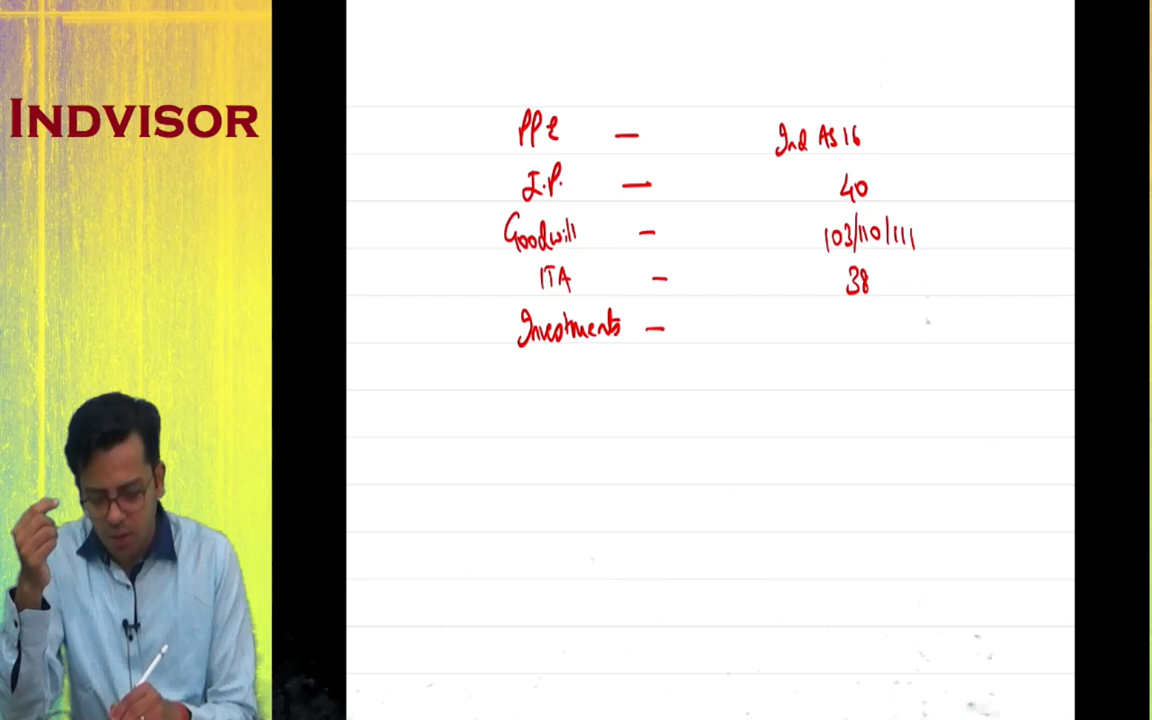 INDVISOR
PPE — Ind AS 16
I.P. — 40
Goodwill - 103/110/111
ITA - 38
Investments -